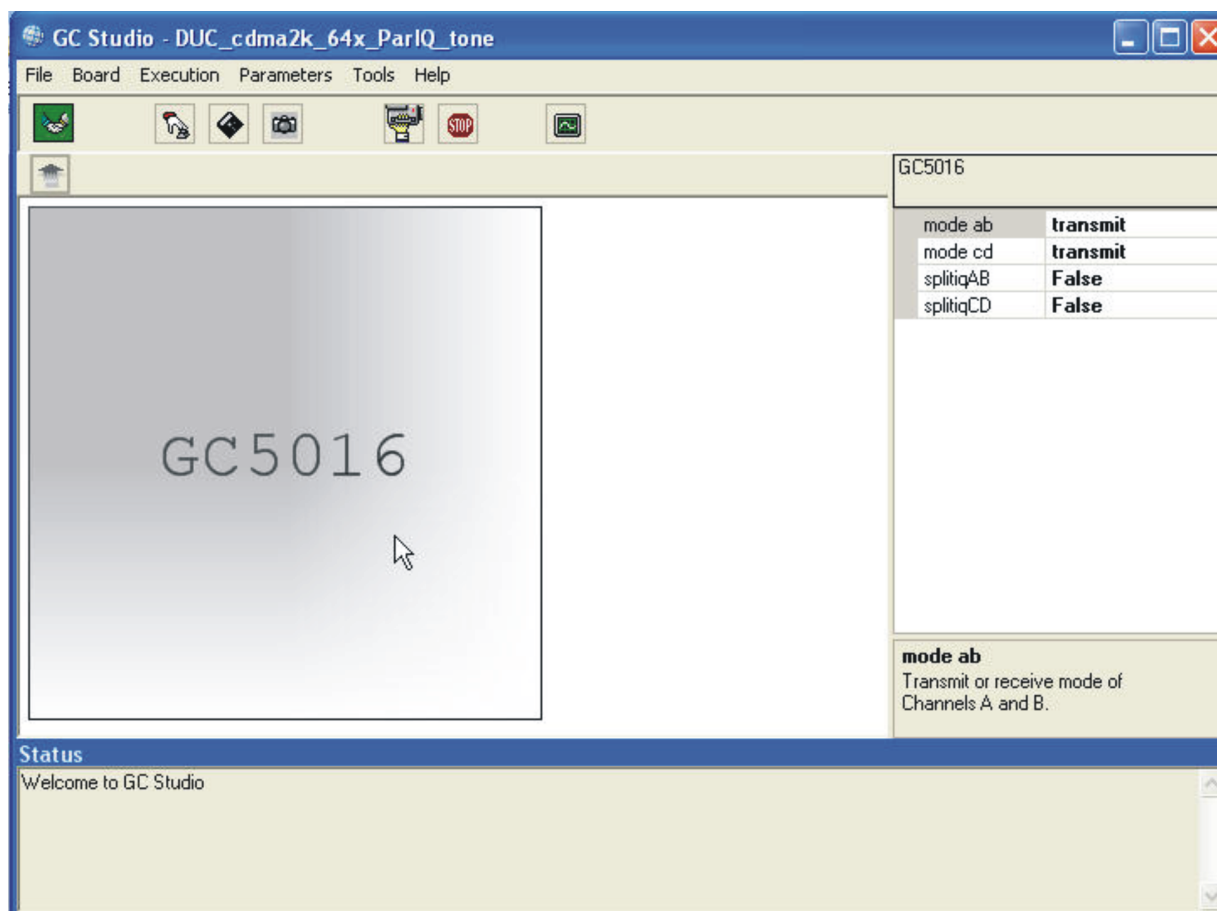 GC Studio - DUC_cdma2k_64x_ParIQ_tone
File Board Execution Parameters Tools Help
STOP
GC5016
mode ab transmit
mode cd transmit
splitiqAB False
splitiqCD False
GC5016
mode ab
Transmit or receive mode of
Channels A and B.
Status
Welcome to GC Studio